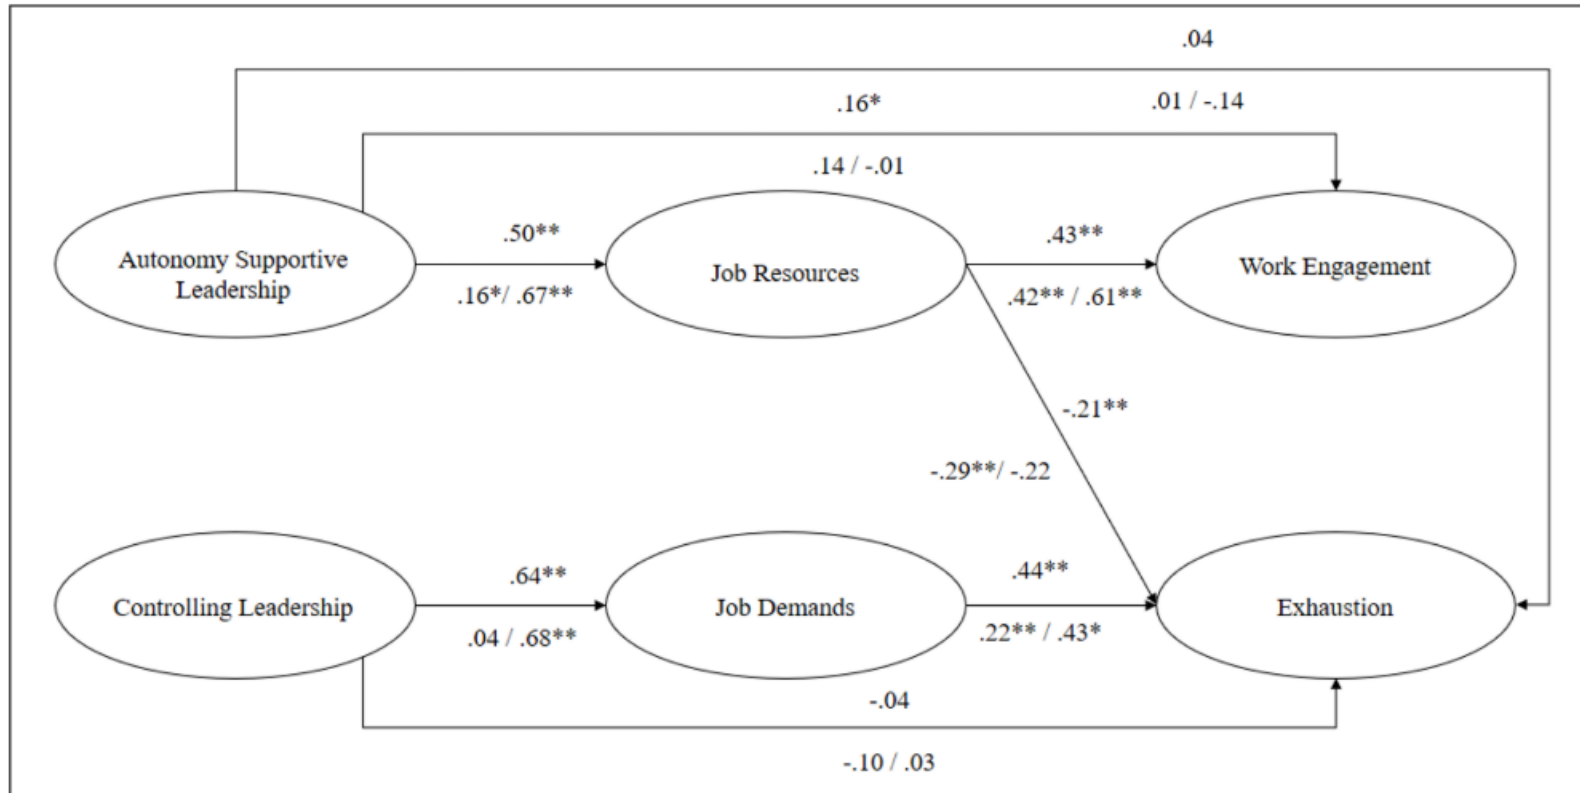 .04
.16*
.01 / -.14
.14 / -.01
.50**
.43**
Autonomy Supportive
Leadership
Job Resources
Work Engagement
.16*/ .67**
.42** / .61**
-.21**
-.29**/ -.22
.64**
.44**
Controlling Leadership
Job Demands
Exhaustion
.04 / .68**
.22** / .43*
-.04
-.10 / .03